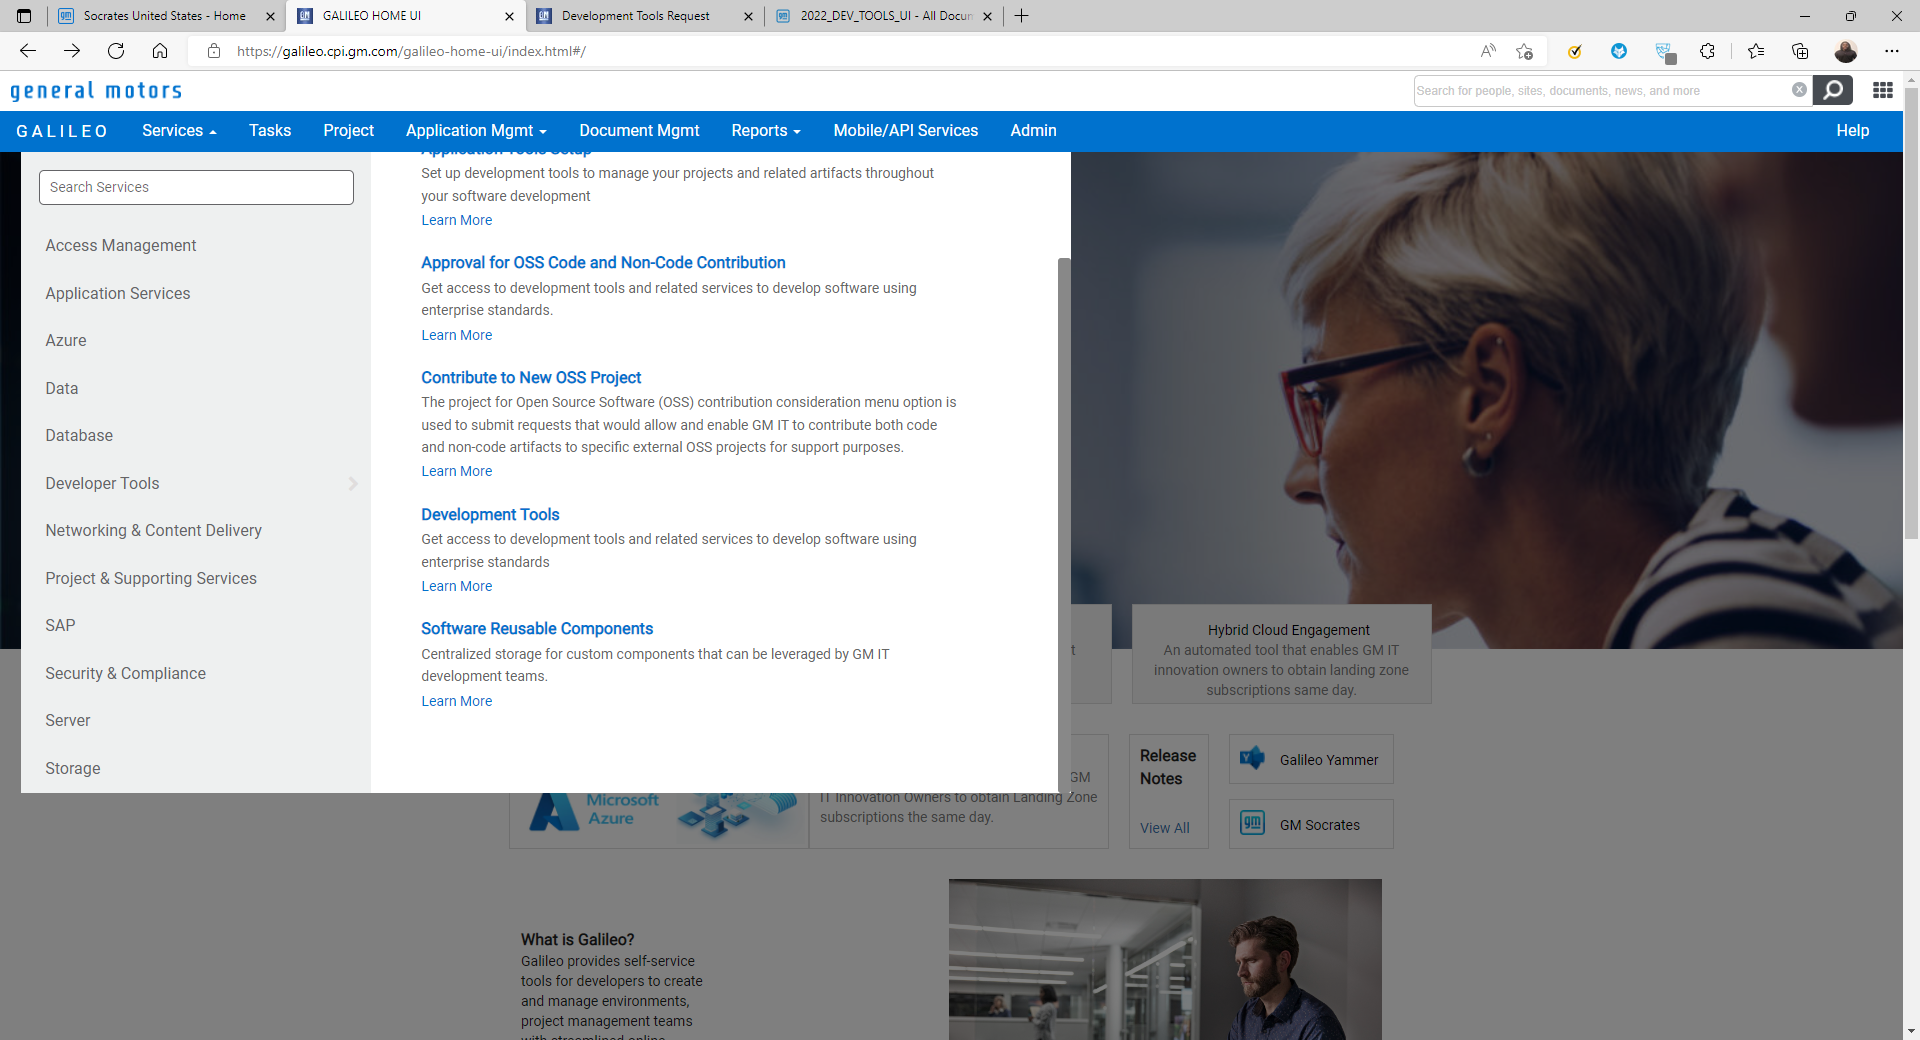 Socrates United States - Home
GALILEO HOME UI
Development Tools Request
2022_DEV_TOOLS_UI - All Docun
https://galileo.cpi.gm.com/galileo-home-ui/index.html#/
general motors
Search for people, sites, documents, news, and more
GALILEO
Services
Tasks
Project
Application Mgmt
Document Mgmt
Reports
Mobile/API Services
Admin
Help
Search Services
Access Management
Application Services
Azure
Data
Database
Developer Tools
Networking & Content Delivery
Project & Supporting Services
SAP
Security & Compliance
Server
Storage
Application Tools Setup
Set up development tools to manage your projects and related artifacts throughout
your software development
Learn More
Approval for OSS Code and Non-Code Contribution
Get access to development tools and related services to develop software using
enterprise standards.
Learn More
Contribute to New OSS Project
The project for Open Source Software (OSS) contribution consideration menu option is
used to submit requests that would allow and enable GM IT to contribute both code
and non-code artifacts to specific external OSS projects for support purposes.
Learn More
Development Tools
Get access to development tools and related services to develop software using
enterprise standards
Learn More
Software Reusable Components
Centralized storage for custom components that can be leveraged by GM IT
development teams.
Learn More
t
Hybrid Cloud Engagement
An automated tool that enables GM IT
innovation owners to obtain landing zone
subscriptions same day.
Microsoft
Azure
GM
IT Innovation Owners to obtain Landing Zone
subscriptions the same day.
Release
Notes
View All
Galileo Yammer
gm
GM Socrates
What is Galileo?
Galileo provides self-service
tools for developers to create
and manage environments,
project management teams
with streamlined online